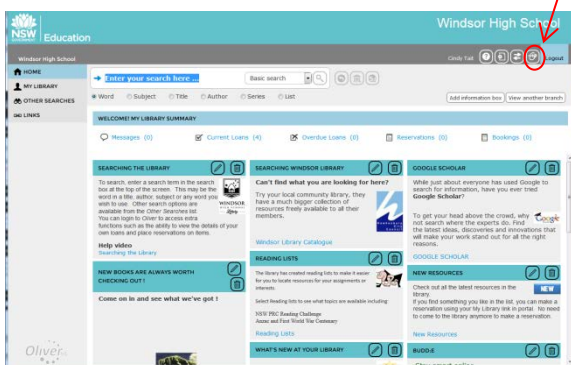 Windsor High School
NSW
Education
Windsor High School
Cindy Tait
Logout
HOME
MY LIBRARY
OTHER SEARCHES
LINKS
Enter your search here ...
Basic search
Word Subject Title Author Series List
Add information box
View another branch
WELCOME! MY LIBRARY SUMMARY
Messages (0)
Current Loans (4)
Overdue Loans (0)
Reservations (0)
Bookings (0)
SEARCHING THE LIBRARY
To search, enter a search term in the search
box at the top of the screen. This may be the
word in a title, author, subject or any word you
wish to use. Other search options are
available from the Other Searches list.
You can login to Oliver to access extra
functions such as the ability to view the details of your
own loans and place reservations on items.
WINDSOR
Help video
Searching the Library
NEW BOOKS ARE ALWAYS WORTH
CHECKING OUT !
Come on in and see what we've got !
SEARCHING WINDSOR LIBRARY
Can't find what you are looking for here?
Try your local community library, they
have a much bigger collection of
resources freely available to all their
members.
Windsor Library Catalogue
READING LISTS
The library has created reading lists to make it easier
for you to locate resources for your assignments or
interests.
Select Reading lists to see what topics are available including:
NSW PRC Reading Challenge
Anzac and First World War Centenary
Reading Lists
WHAT'S NEW AT YOUR LIBRARY
GOOGLE SCHOLAR
While just about everyone has used Google to
search for information, have you ever tried
Google Scholar?
To get your head above the crowd, why
not search where the experts do. Find
the latest ideas, discoveries and innovations that
will make your work stand out for all the right
reasons.
Google
GOOGLE SCHOLAR
NEW RESOURCES
Check out all the latest resources in the
library.
NEW
If you find something you like in the list, you can make a
reservation using your My Library link in portal. No need
to come to the library anymore to make a reservation.
New Resources
BUDD:E
Oliver